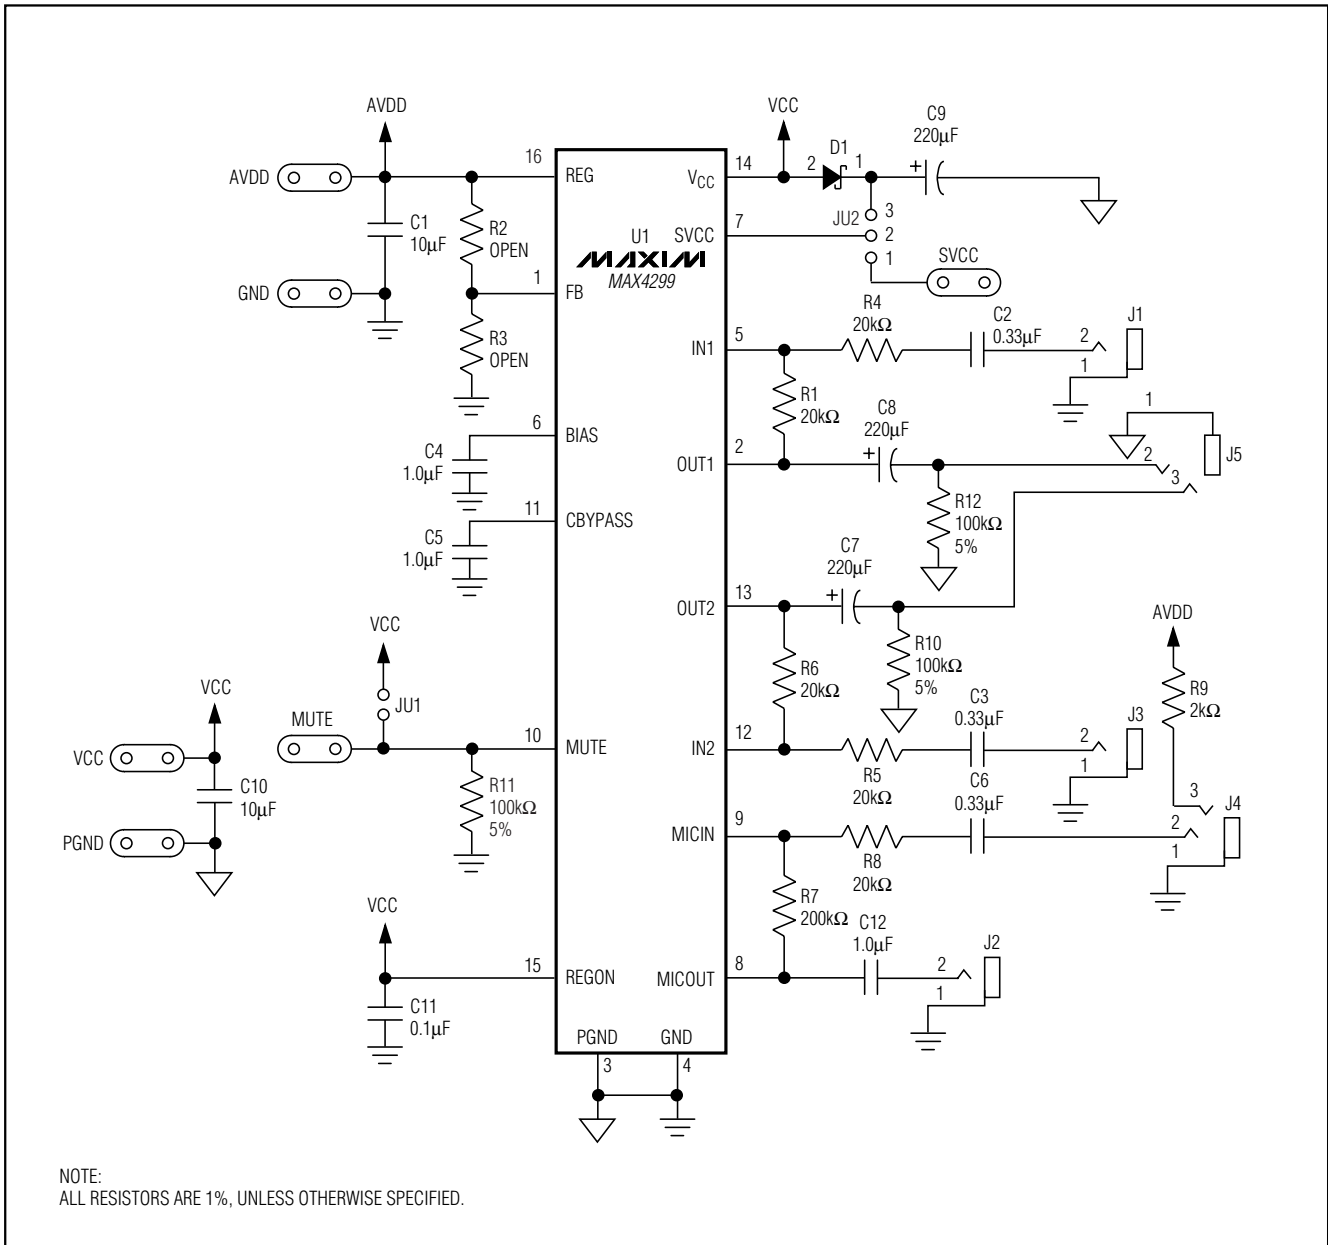 AVDD
AVDD
C1
10µF
GND
R2
OPEN
R3
OPEN
16
REG
1
FB
U1
MAXIM
MAX4299
VCC
14
VCC
2
D1
1
C9
220µF
+
7
SVCC
JU2
3
2
1
SVCC
5
IN1
R4
20kΩ
C2
0.33µF
2
1
J1
R1
20kΩ
2
OUT1
C8
220µF
+
R12
100kΩ
5%
1
2
3
J5
6
BIAS
C4
1.0µF
11
CBYPASS
C5
1.0µF
13
OUT2
C7
220µF
+
R10
100kΩ
5%
R6
20kΩ
12
IN2
R5
20kΩ
C3
0.33µF
2
1
J3
AVDD
R9
2kΩ
3
2
1
J4
9
MICIN
R8
20kΩ
C6
0.33µF
R7
200kΩ
8
MICOUT
C12
1.0µF
2
1
J2
VCC
JU1
MUTE
10
MUTE
R11
100kΩ
5%
VCC
VCC
C10
10µF
PGND
VCC
15
REGON
C11
0.1µF
PGND
3
GND
4
NOTE:
ALL RESISTORS ARE 1%, UNLESS OTHERWISE SPECIFIED.